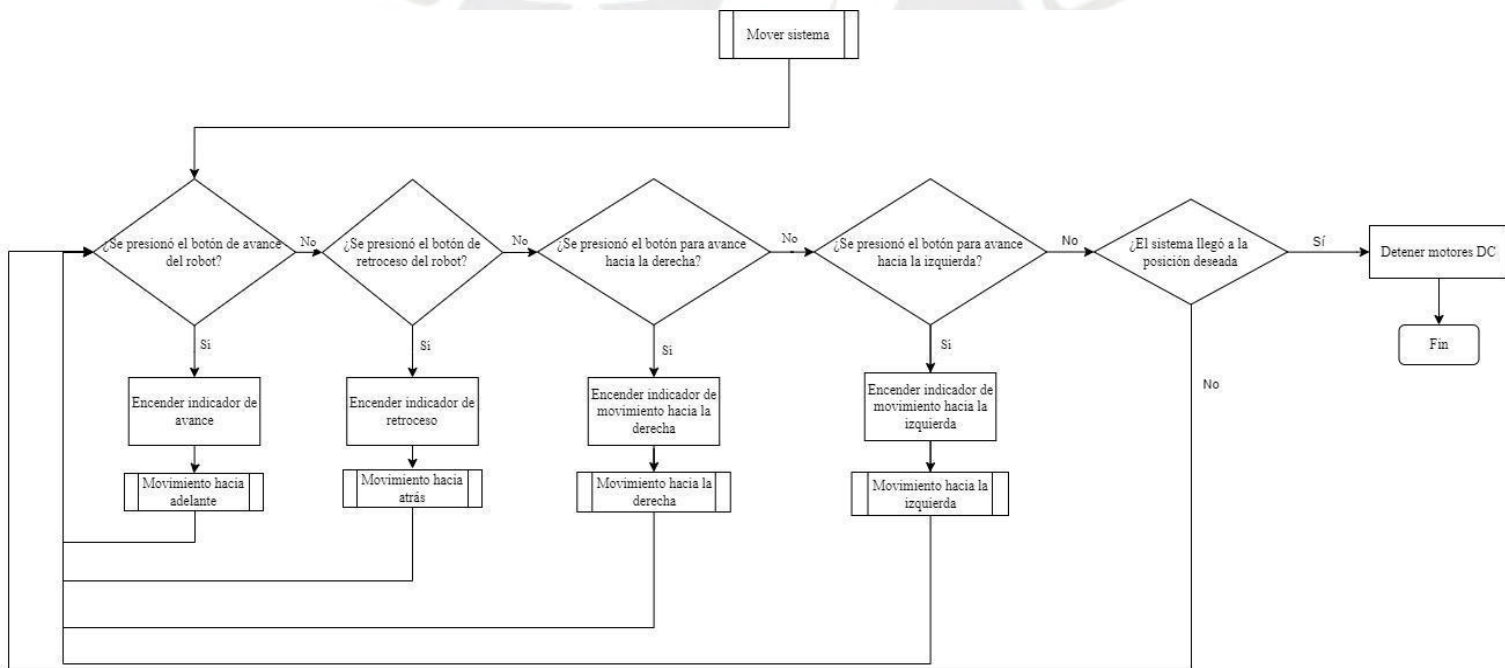 Mover sistema
¿Se presionó el botón de avance
del robot?
No
¿Se presionó el botón de
retroceso del robot?
No
¿Se presionó el botón para avance
hacia la derecha?
No
¿Se presionó el botón para avance
hacia la izquierda?
No
¿El sistema llegó a la
posición deseada
Sí
Detener motores DC
Fin
Sí
Sí
Sí
Sí
No
Encender indicador de
avance
Encender indicador de
retroceso
Encender indicador de
movimiento hacia la
derecha
Encender indicador de
movimiento hacia la
izquierda
Movimiento hacia
adelante
Movimiento hacia
atrás
Movimiento hacia la
derecha
Movimiento hacia la
izquierda